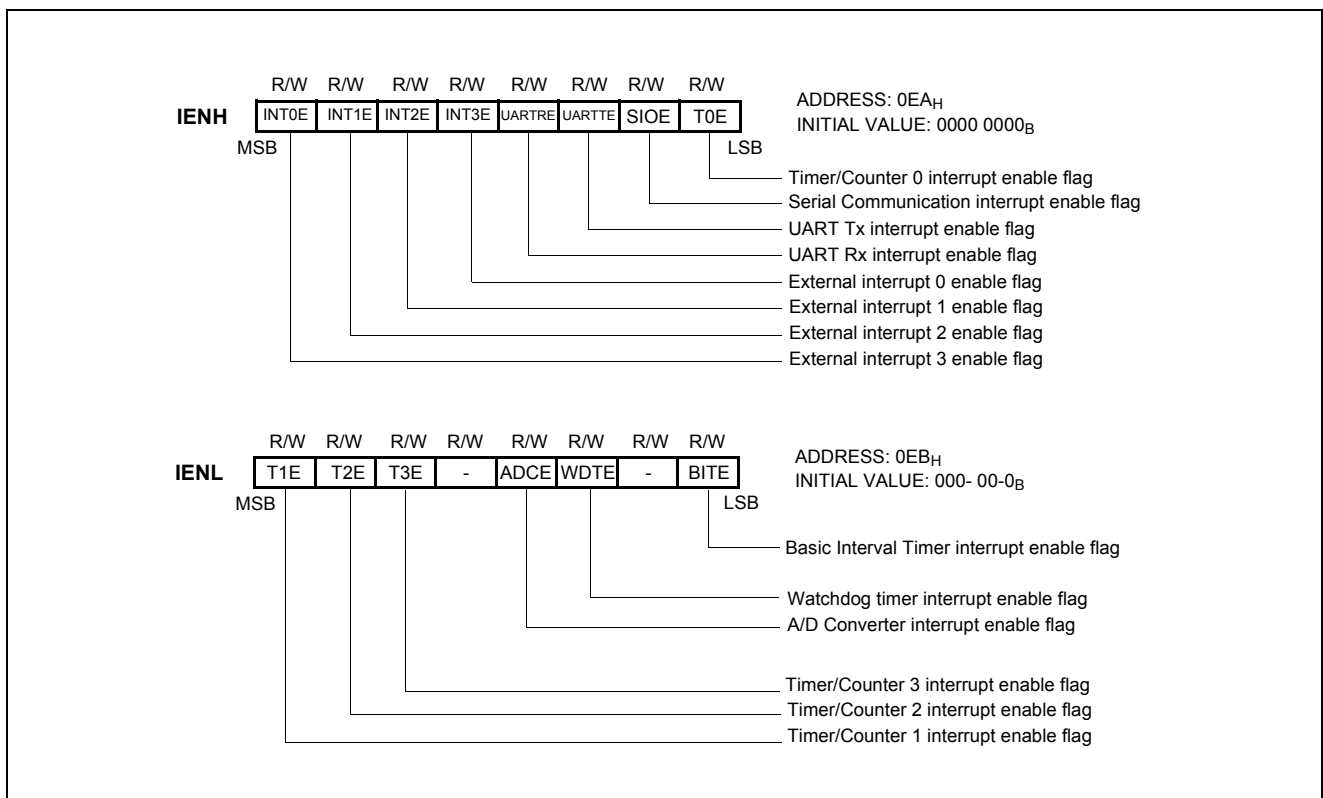 R/W R/W R/W R/W R/W R/W R/W R/W
IENH INT0E INT1E INT2E INT3E UARTRE UARTTE SIOE T0E
ADDRESS: 0EAH
INITIAL VALUE: 0000 0000B
MSB LSB
Timer/Counter 0 interrupt enable flag
Serial Communication interrupt enable flag
UART Tx interrupt enable flag
UART Rx interrupt enable flag
External interrupt 0 enable flag
External interrupt 1 enable flag
External interrupt 2 enable flag
External interrupt 3 enable flag
R/W R/W R/W R/W R/W R/W R/W R/W
IENL T1E T2E T3E - ADCE WDTE - BITE
ADDRESS: 0EBH
INITIAL VALUE: 000- 00-0B
MSB LSB
Basic Interval Timer interrupt enable flag
Watchdog timer interrupt enable flag
A/D Converter interrupt enable flag
Timer/Counter 3 interrupt enable flag
Timer/Counter 2 interrupt enable flag
Timer/Counter 1 interrupt enable flag